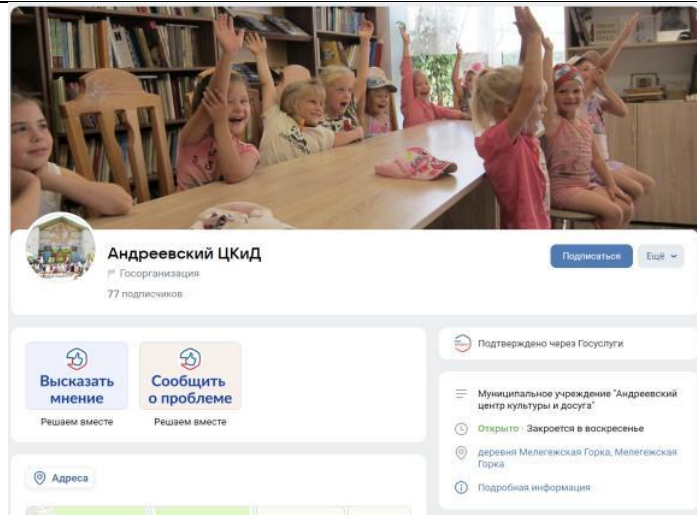 Андреевский ЦКиД
Госорганизация
77 подписчиков
Подписаться
Ещё
Высказать
мнение
Решаем вместе
Сообщить
о проблеме
Решаем вместе
Адреса
Подтверждено через Госуслуги
Муниципальное учреждение "Андреевский
центр культуры и досуга"
Открыто · Закроется в воскресенье
деревня Мелегежская Горка, Мелегежская
Горка
Подробная информация